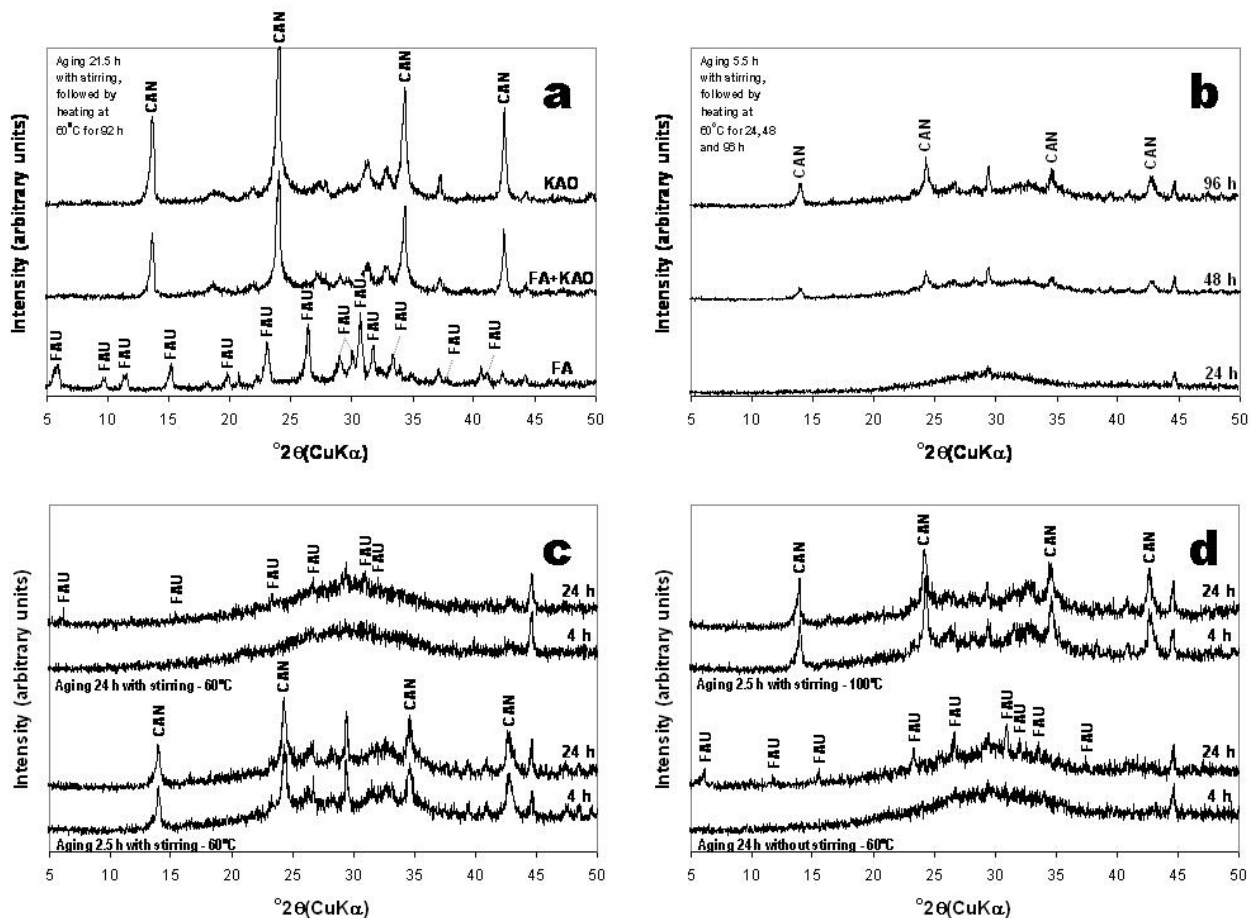 Aging 21.5 h
with stirring,
followed by
heating at
60°C for 92 h
a
CAN
CAN
CAN
CAN
KAO
FA+KAO
FAU
FAU
FAU
FAU
FAU
FAU
FAU
FAU
FAU
FAU
FAU
FAU
FAU
FA
Intensity (arbitrary units)
5 10 15 20 25 30 35 40 45 50
°2θ(CuKα)
Aging 5.5 h
with stirring,
followed by
heating at
60°C for 24, 48
and 96 h
b
CAN
CAN
CAN
CAN
96 h
48 h
24 h
Intensity (arbitrary units)
5 10 15 20 25 30 35 40 45 50
°2θ(CuKα)
c
FAU
FAU
FAU
FAU
FAU
FAU
24 h
4 h
Aging 24 h with stirring - 60°C
CAN
CAN
CAN
CAN
24 h
4 h
Aging 2.5 h with stirring - 60°C
Intensity (arbitrary units)
5 10 15 20 25 30 35 40 45 50
°2θ(CuKα)
d
CAN
CAN
CAN
CAN
24 h
4 h
Aging 2.5 h with stirring - 100°C
FAU
FAU
FAU
FAU
FAU
FAU
FAU
FAU
FAU
24 h
4 h
Aging 24 h without stirring - 60°C
Intensity (arbitrary units)
5 10 15 20 25 30 35 40 45 50
°2θ(CuKα)